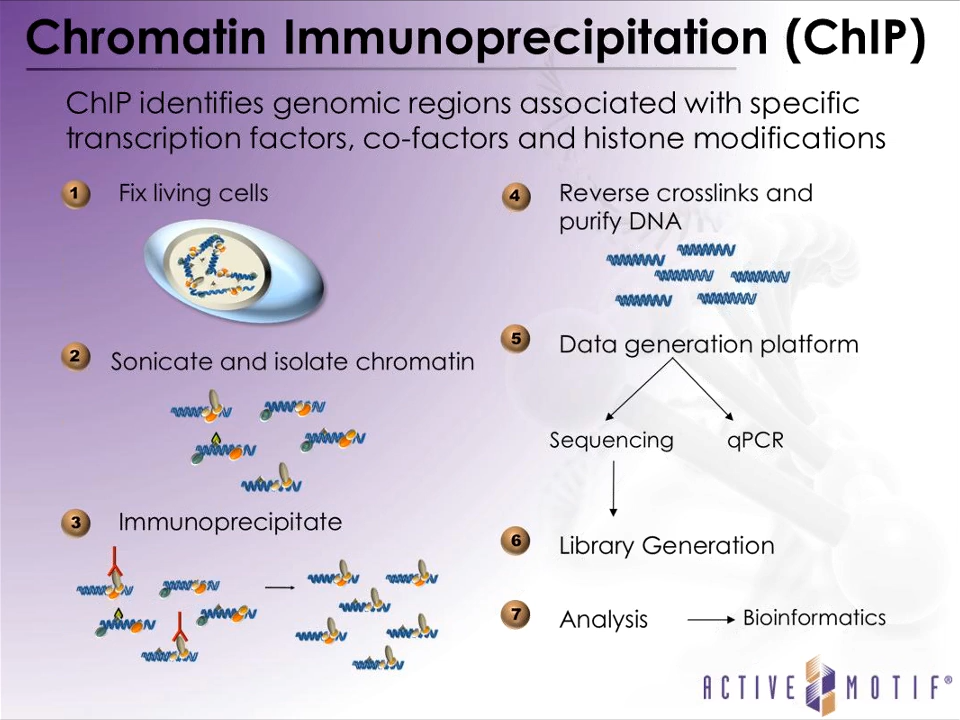 Chromatin Immunoprecipitation (ChIP)
ChIP identifies genomic regions associated with specific
transcription factors, co-factors and histone modifications
1 Fix living cells
2 Sonicate and isolate chromatin
3 Immunoprecipitate
4 Reverse crosslinks and
purify DNA
5 Data generation platform
Sequencing qPCR
6 Library Generation
7 Analysis Bioinformatics
ACTIVE MOTIF®